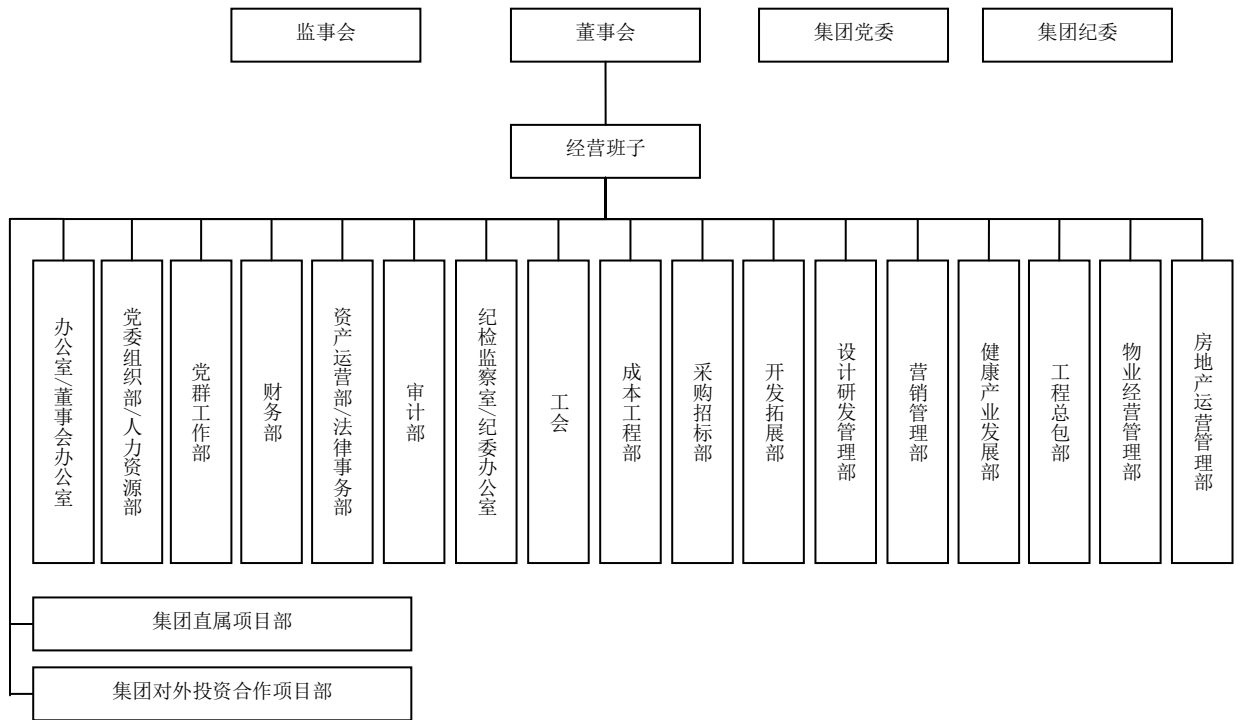 监事会
董事会
集团党委
集团纪委
经营班子
办公室/董事会办公室
党委组织部/人力资源部
党群工作部
财务部
资产运营部/法律事务部
审计部
纪检监察室/纪委办公室
工会
成本工程部
采购招标部
开发拓展部
设计研发管理部
营销管理部
健康产业发展部
工程总包部
物业经营管理部
房地产运营管理部
集团直属项目部
集团对外投资合作项目部